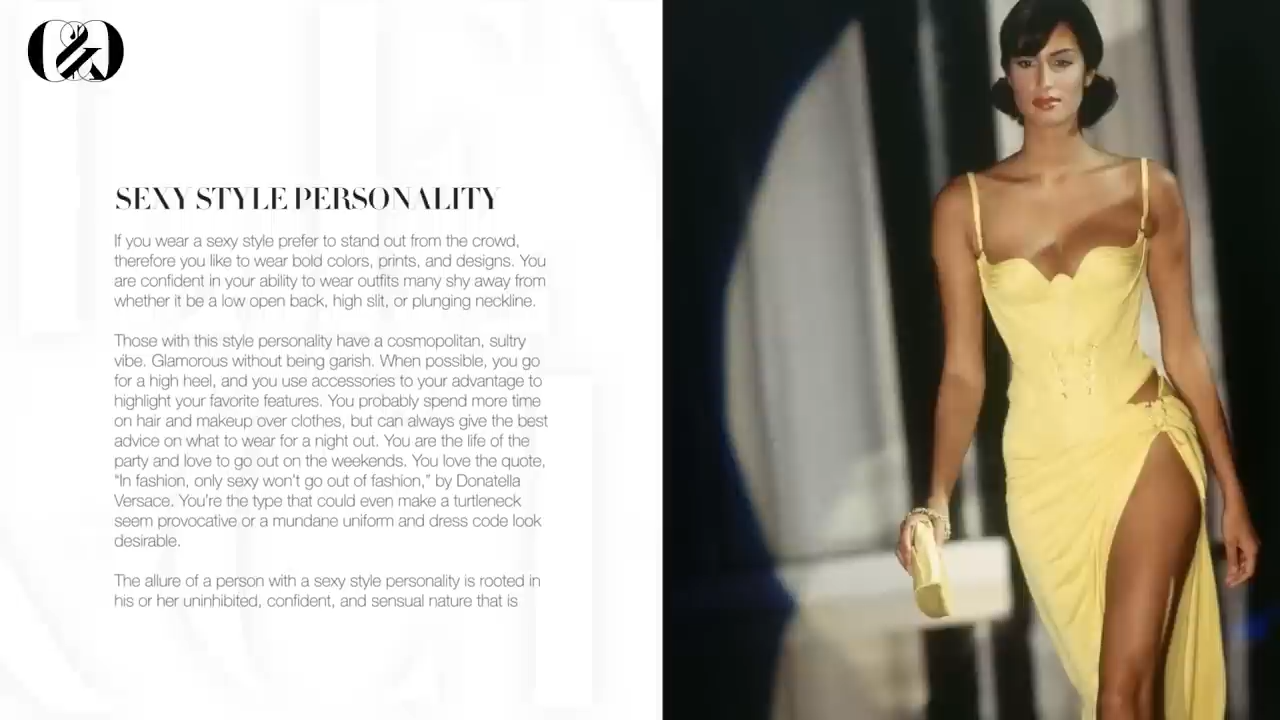 SEXY STYLE PERSONALITY
If you wear a sexy style prefer to stand out from the crowd,
therefore you like to wear bold colors, prints, and designs. You
are confident in your ability to wear outfits many shy away from
whether it be a low open back, high slit, or plunging neckline.
Those with this style personality have a cosmopolitan, sultry
vibe. Glamorous without being garish. When possible, you go
for a high heel, and you use accessories to your advantage to
highlight your favorite features. You probably spend more time
on hair and makeup over clothes, but can always give the best
advice on what to wear for a night out. You are the life of the
party and love to go out on the weekends. You love the quote,
“In fashion, only sexy won’t go out of fashion,” by Donatella
Versace. You’re the type that could even make a turtleneck
seem provocative or a mundane uniform and dress code look
desirable.
The allure of a person with a sexy style personality is rooted in
his or her uninhibited, confident, and sensual nature that is